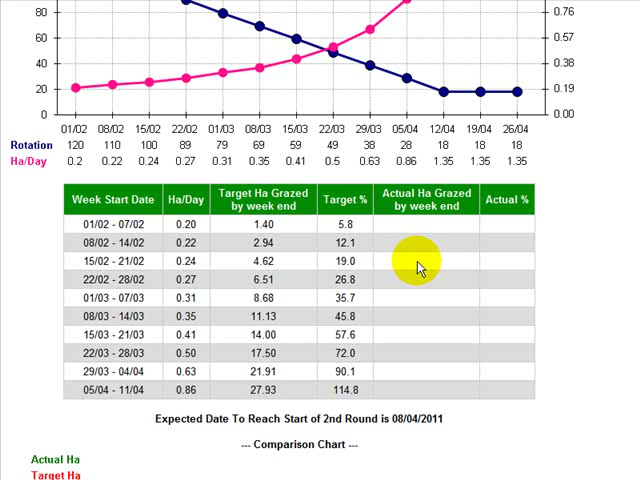 80 0.76
60 0.57
40 0.38
20 0.19
0 0.00
01/02 08/02 15/02 22/02 01/03 08/03 15/03 22/03 29/03 05/04 12/04 19/04 26/04
Rotation 120 110 100 89 79 69 59 49 38 28 18 18 18
Ha/Day 0.2 0.22 0.24 0.27 0.31 0.35 0.41 0.5 0.63 0.86 1.35 1.35 1.35
Week Start Date Ha/Day Target Ha Grazed by week end Target % Actual Ha Grazed by week end Actual %
01/02 - 07/02 0.20 1.40 5.8
08/02 - 14/02 0.22 2.94 12.1
15/02 - 21/02 0.24 4.62 19.0
22/02 - 28/02 0.27 6.51 26.8
01/03 - 07/03 0.31 8.68 35.7
08/03 - 14/03 0.35 11.13 45.8
15/03 - 21/03 0.41 14.00 57.6
22/03 - 28/03 0.50 17.50 72.0
29/03 - 04/04 0.63 21.91 90.1
05/04 - 11/04 0.86 27.93 114.8
Expected Date To Reach Start of 2nd Round is 08/04/2011
--- Comparison Chart ---
Actual Ha
Target Ha